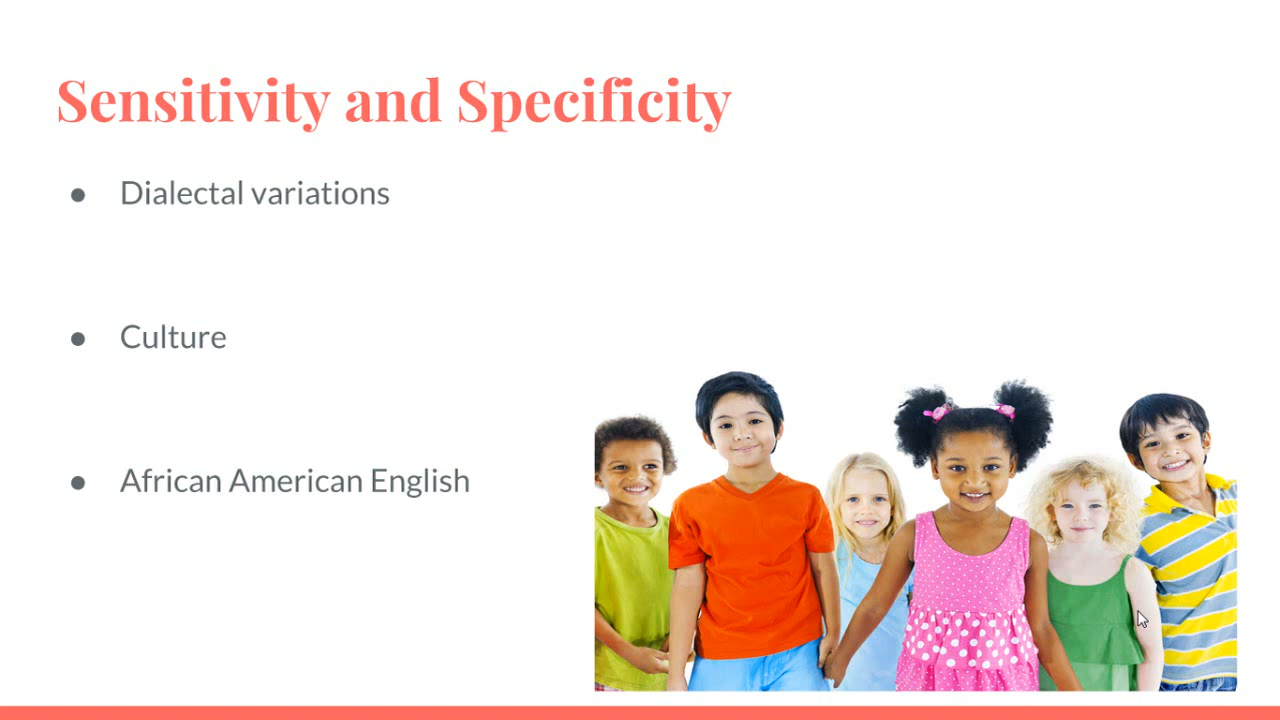 Sensitivity and Specificity
● Dialectal variations
● Culture
● African American English